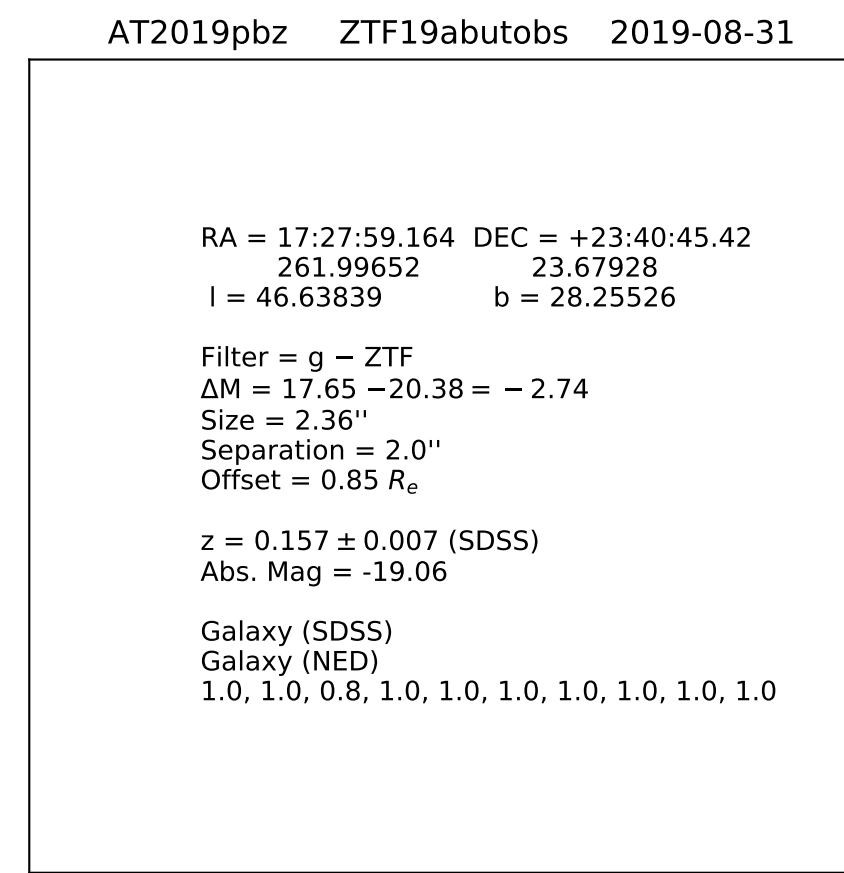 AT2019pbz ZTF19abutobs 2019-08-31
RA = 17:27:59.164 DEC = +23:40:45.42
261.99652 23.67928
l = 46.63839 b = 28.25526
Filter = g − ZTF
ΔM = 17.65 −20.38 = − 2.74
Size = 2.36''
Separation = 2.0''
Offset = 0.85 Re
z = 0.157 ± 0.007 (SDSS)
Abs. Mag = -19.06
Galaxy (SDSS)
Galaxy (NED)
1.0, 1.0, 0.8, 1.0, 1.0, 1.0, 1.0, 1.0, 1.0, 1.0